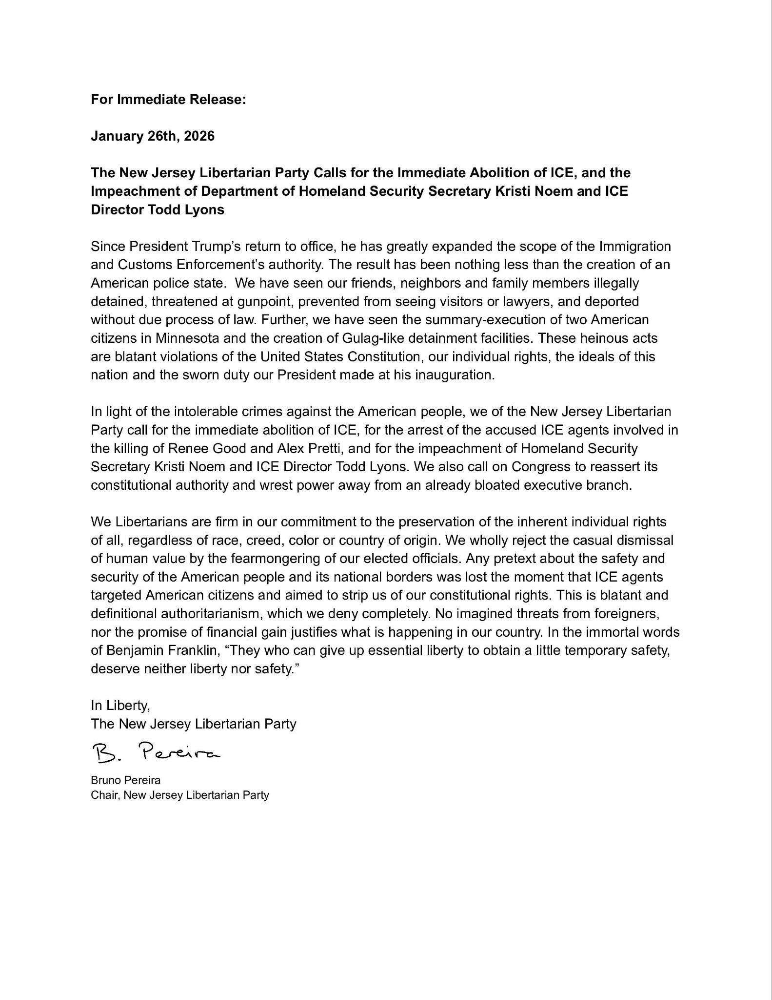 For Immediate Release:
January 26th, 2026
The New Jersey Libertarian Party Calls for the Immediate Abolition of ICE, and the
Impeachment of Department of Homeland Security Secretary Kristi Noem and ICE
Director Todd Lyons
Since President Trump’s return to office, he has greatly expanded the scope of the Immigration
and Customs Enforcement’s authority. The result has been nothing less than the creation of an
American police state.  We have seen our friends, neighbors and family members illegally
detained, threatened at gunpoint, prevented from seeing visitors or lawyers, and deported
without due process of law. Further, we have seen the summary-execution of two American
citizens in Minnesota and the creation of Gulag-like detainment facilities. These heinous acts
are blatant violations of the United States Constitution, our individual rights, the ideals of this
nation and the sworn duty our President made at his inauguration.
In light of the intolerable crimes against the American people, we of the New Jersey Libertarian
Party call for the immediate abolition of ICE, for the arrest of the accused ICE agents involved in
the killing of Renee Good and Alex Pretti, and for the impeachment of Homeland Security
Secretary Kristi Noem and ICE Director Todd Lyons. We also call on Congress to reassert its
constitutional authority and wrest power away from an already bloated executive branch.
We Libertarians are firm in our commitment to the preservation of the inherent individual rights
of all, regardless of race, creed, color or country of origin. We wholly reject the casual dismissal
of human value by the fearmongering of our elected officials. Any pretext about the safety and
security of the American people and its national borders was lost the moment that ICE agents
targeted American citizens and aimed to strip us of our constitutional rights. This is blatant and
definitional authoritarianism, which we deny completely. No imagined threats from foreigners,
nor the promise of financial gain justifies what is happening in our country. In the immortal words
of Benjamin Franklin, “They who can give up essential liberty to obtain a little temporary safety,
deserve neither liberty nor safety.”
In Liberty,
The New Jersey Libertarian Party
B. Pereira
Bruno Pereira
Chair, New Jersey Libertarian Party